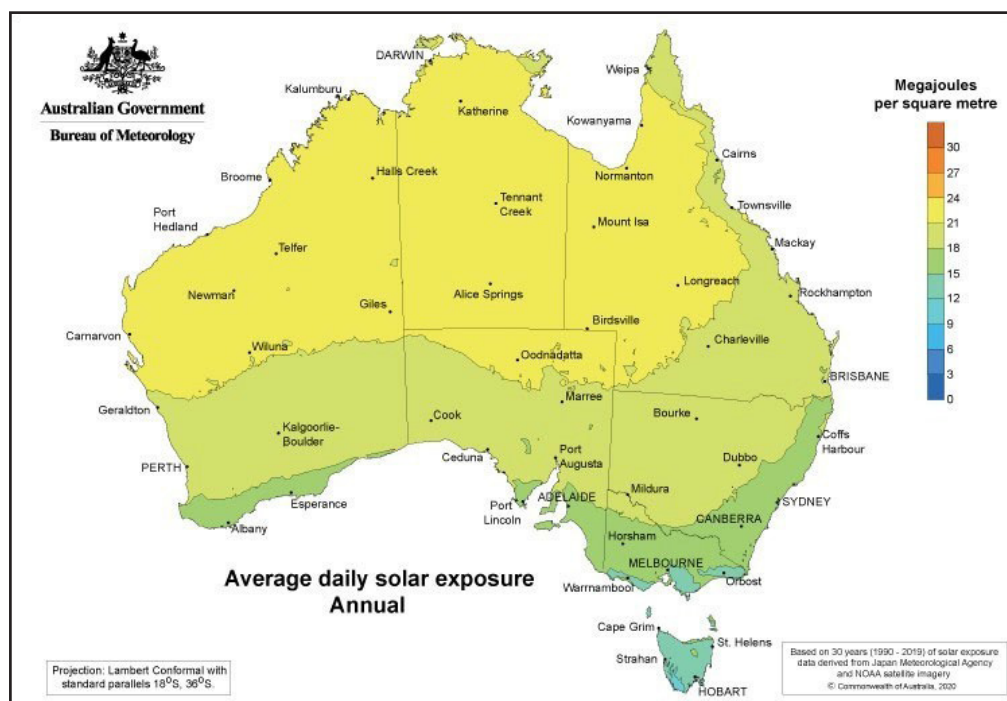 Australian Government
Bureau of Meteorology
DARWIN
Kalumburu
Katherine
Weipa
Kowanyama
Cairns
Broome
Halls Creek
Normanton
Tennant
Creek
Townsville
Port
Hedland
Mount Isa
Mackay
Telfer
Newman
Giles
Alice Springs
Longreach
Rockhampton
Carnarvon
Birdsville
Wiluna
Oodnadatta
Charleville
BRISBANE
Geraldton
Marree
Kalgoorlie-
Boulder
Cook
Bourke
Coffs
Harbour
PERTH
Ceduna
Port
Augusta
Dubbo
Esperance
Port
Lincoln
ADELAIDE
Mildura
SYDNEY
Albany
CANBERRA
Horsham
MELBOURNE
Warrnambool
Orbost
Cape Grim
St. Helens
Strahan
HOBART
Megajoules
per square metre
30
27
24
21
18
15
12
9
6
3
0
Average daily solar exposure
Annual
Projection: Lambert Conformal with
standard parallels 18°S, 36°S.
Based on 30 years (1990 - 2019) of solar exposure
data derived from Japan Meteorological Agency
and NOAA satellite imagery
© Commonwealth of Australia, 2020